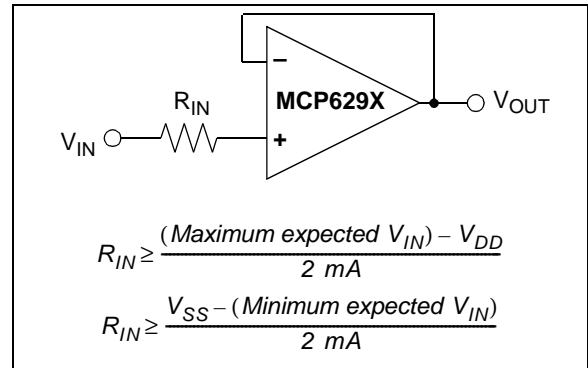 −
R_IN
MCP629X
V_OUT
V_IN
+
R_IN ≥ (Maximum expected V_IN) – V_DD
2 mA
R_IN ≥ V_SS – (Minimum expected V_IN)
2 mA